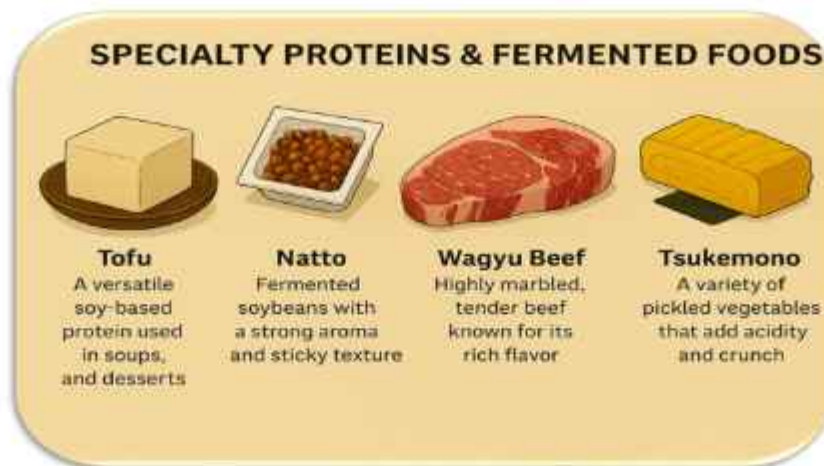 SPECIALTY PROTEINS & FERMENTED FOODS
Tofu
A versatile
soy-based
protein used
in soups,
and desserts
Natto
Fermented
soybeans with
a strong aroma
and sticky texture
Wagyu Beef
Highly marbled,
tender beef
known for its
rich flavor
Tsukemono
A variety of
pickled vegetables
that add acidity
and crunch